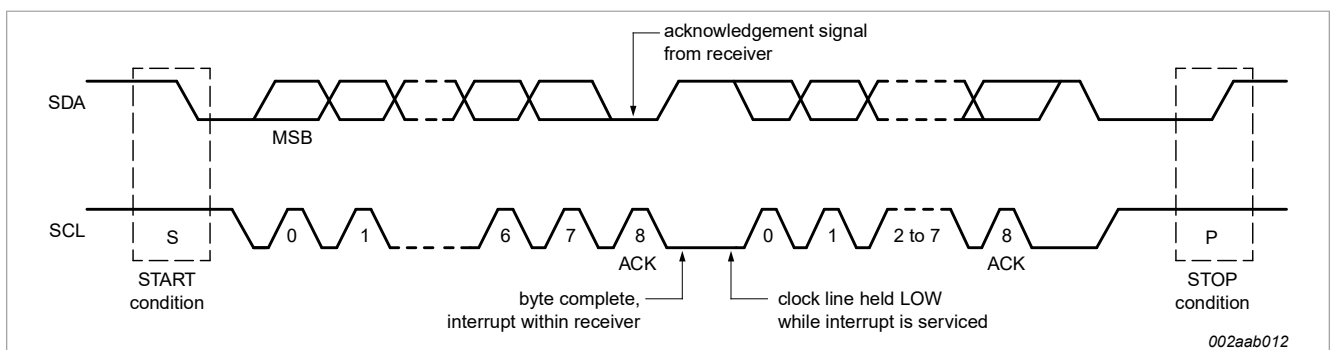 acknowledgement signal
from receiver
SDA
MSB
SCL
S
0
1
6
7
8
0
1
2 to 7
8
P
ACK
ACK
START
condition
byte complete,
interrupt within receiver
clock line held LOW
while interrupt is serviced
STOP
condition
002aab012